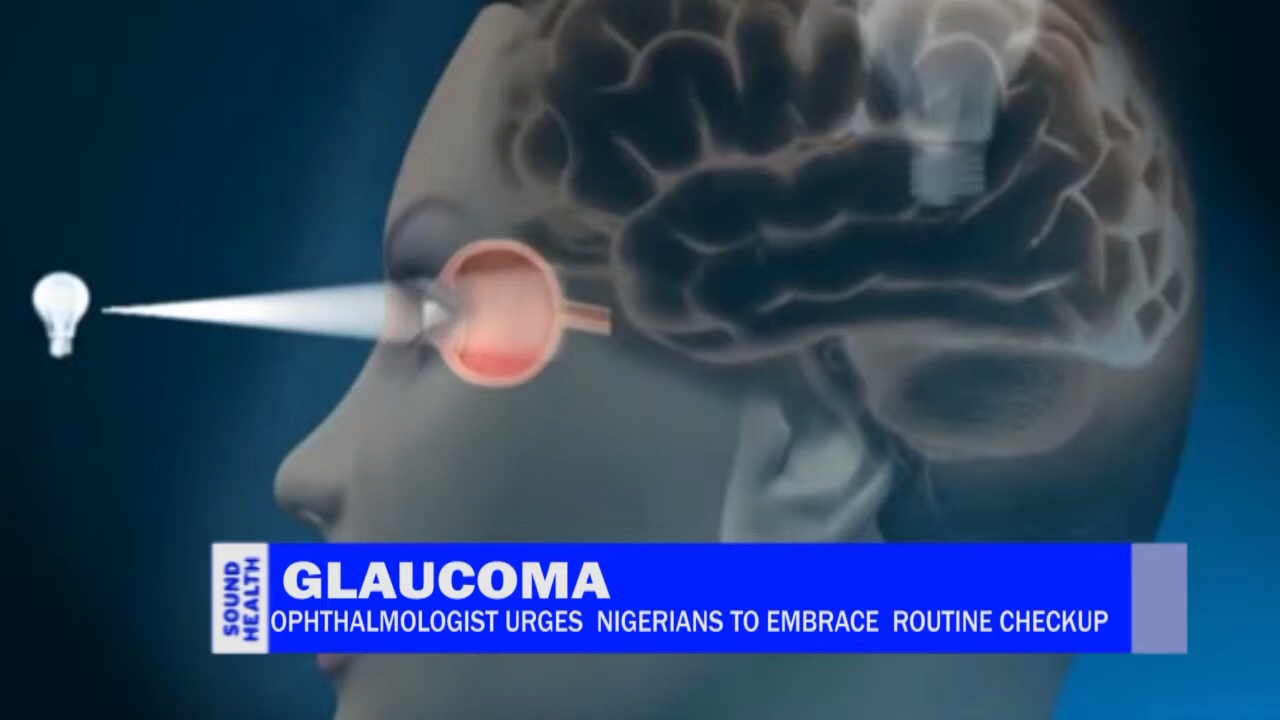 SOUND
HEALTH
GLAUCOMA
OPHTHALMOLOGIST URGES NIGERIANS TO EMBRACE ROUTINE CHECKUP